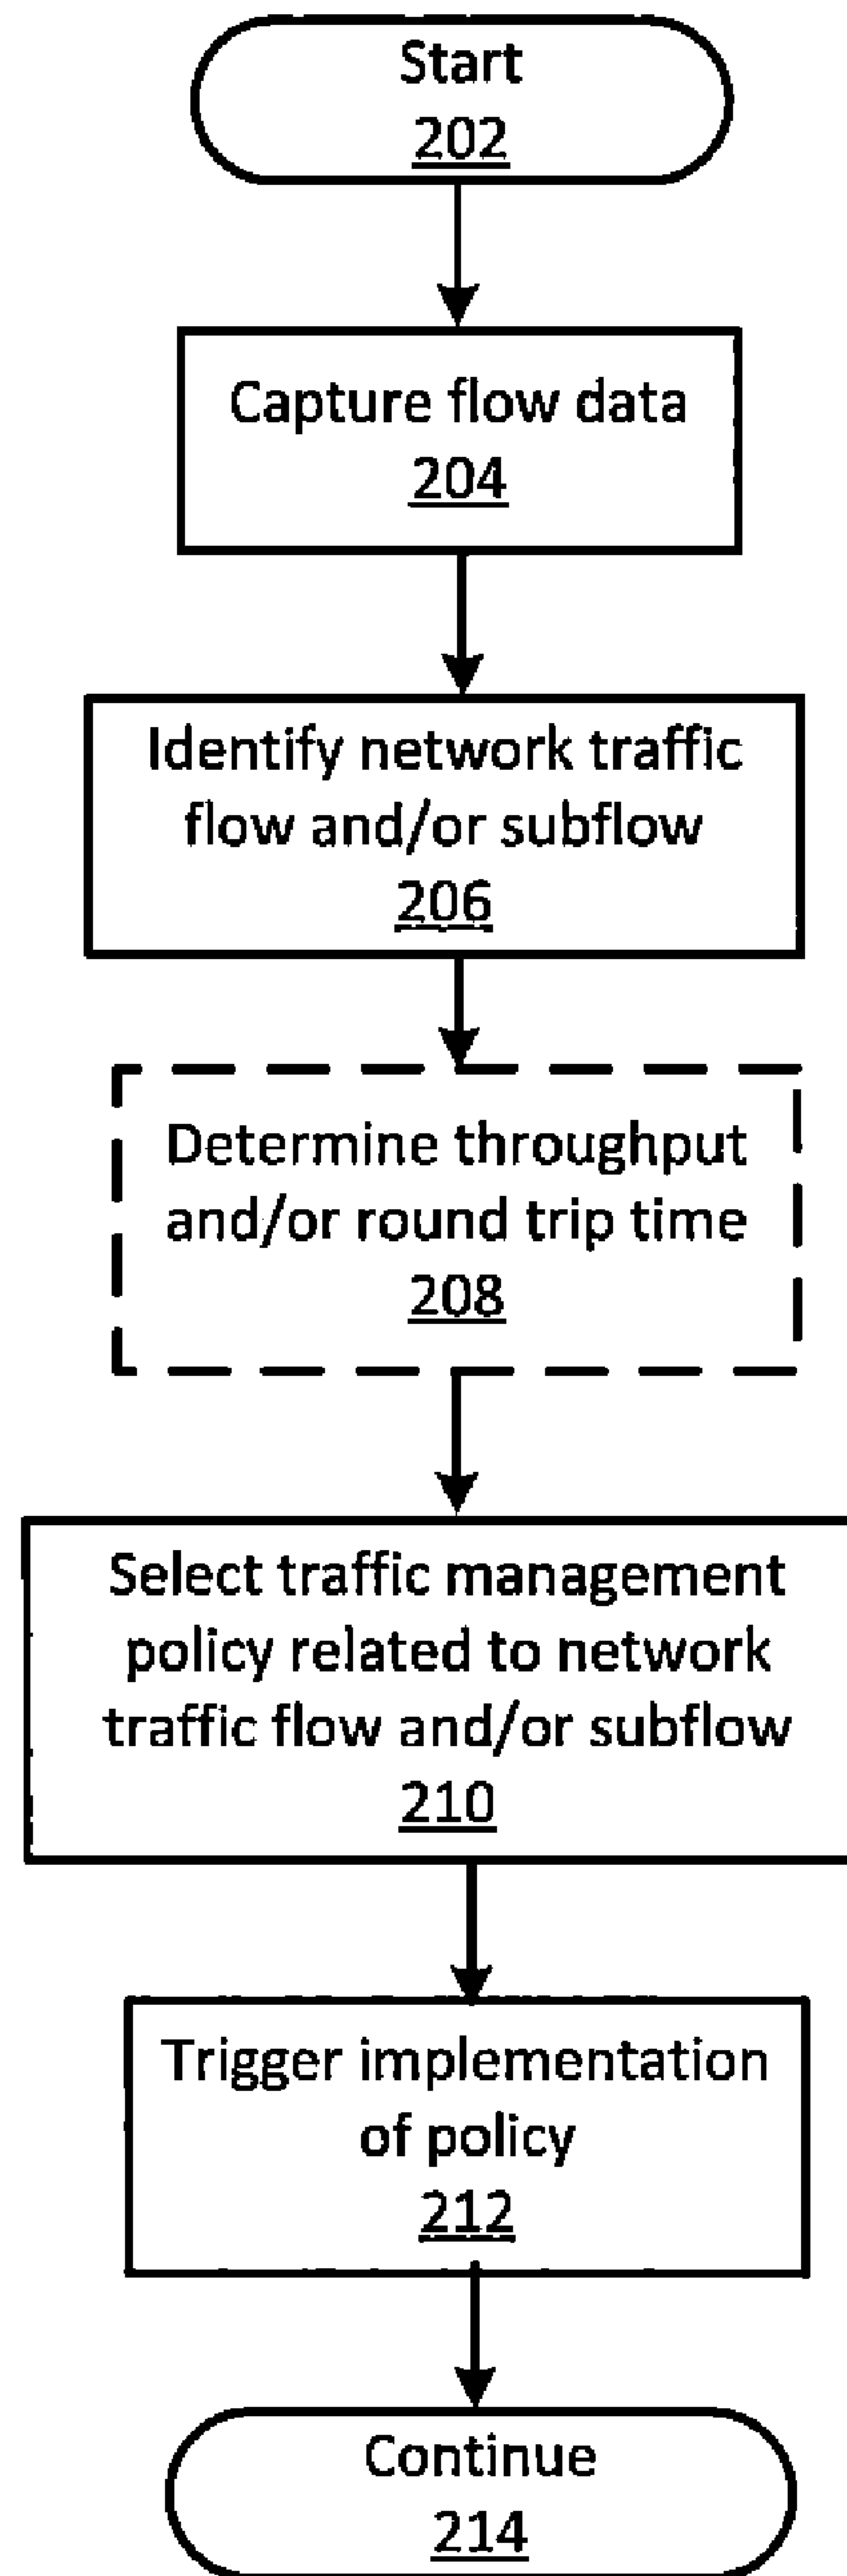 Start
202
Capture flow data
204
Identify network traffic
flow and/or subflow
206
Determine throughput
and/or round trip time
208
Select traffic management
policy related to network
traffic flow and/or subflow
210
Trigger implementation
of policy
212
Continue
214